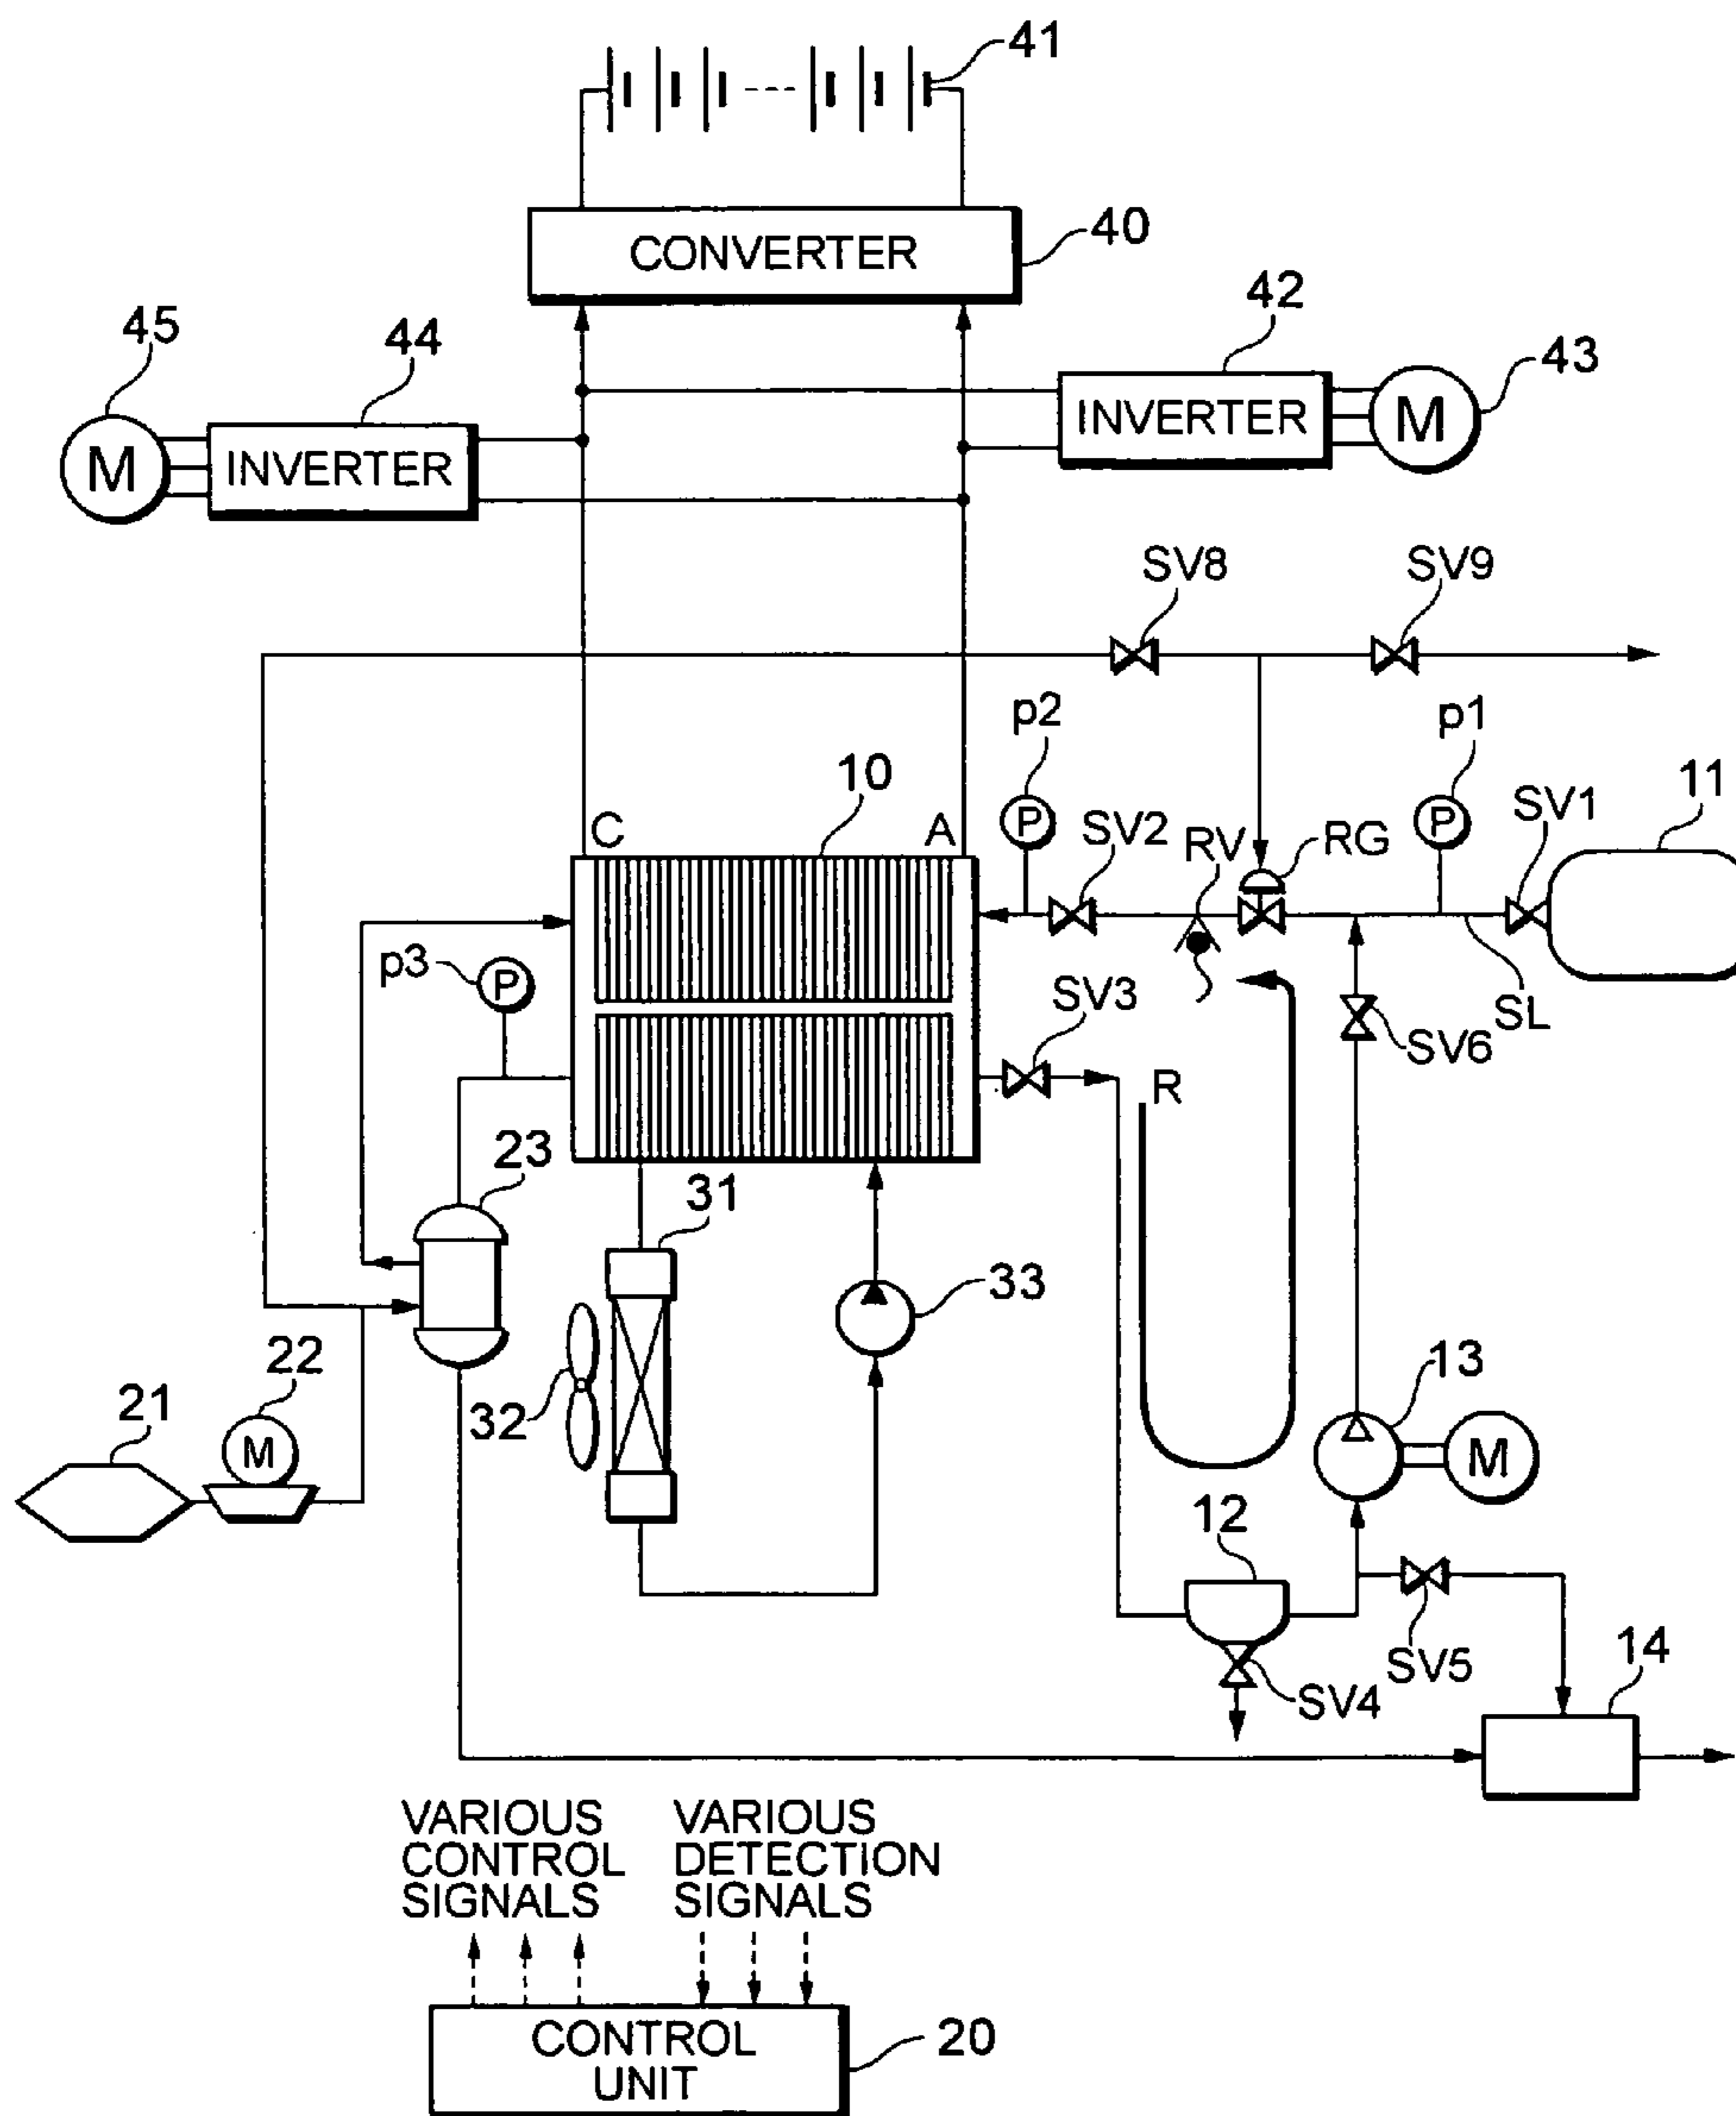 41
CONVERTER
40
42
45
44
43
M
INVERTER
INVERTER
M
SV8
SV9
p2
p1
10
11
C
A
P
SV2
RV
RG
P
SV1
p3
P
SV3
SL
SV6
R
23
31
33
22
13
21
32
M
M
12
SV5
14
SV4
VARIOUS
CONTROL
SIGNALS
VARIOUS
DETECTION
SIGNALS
CONTROL
UNIT
20